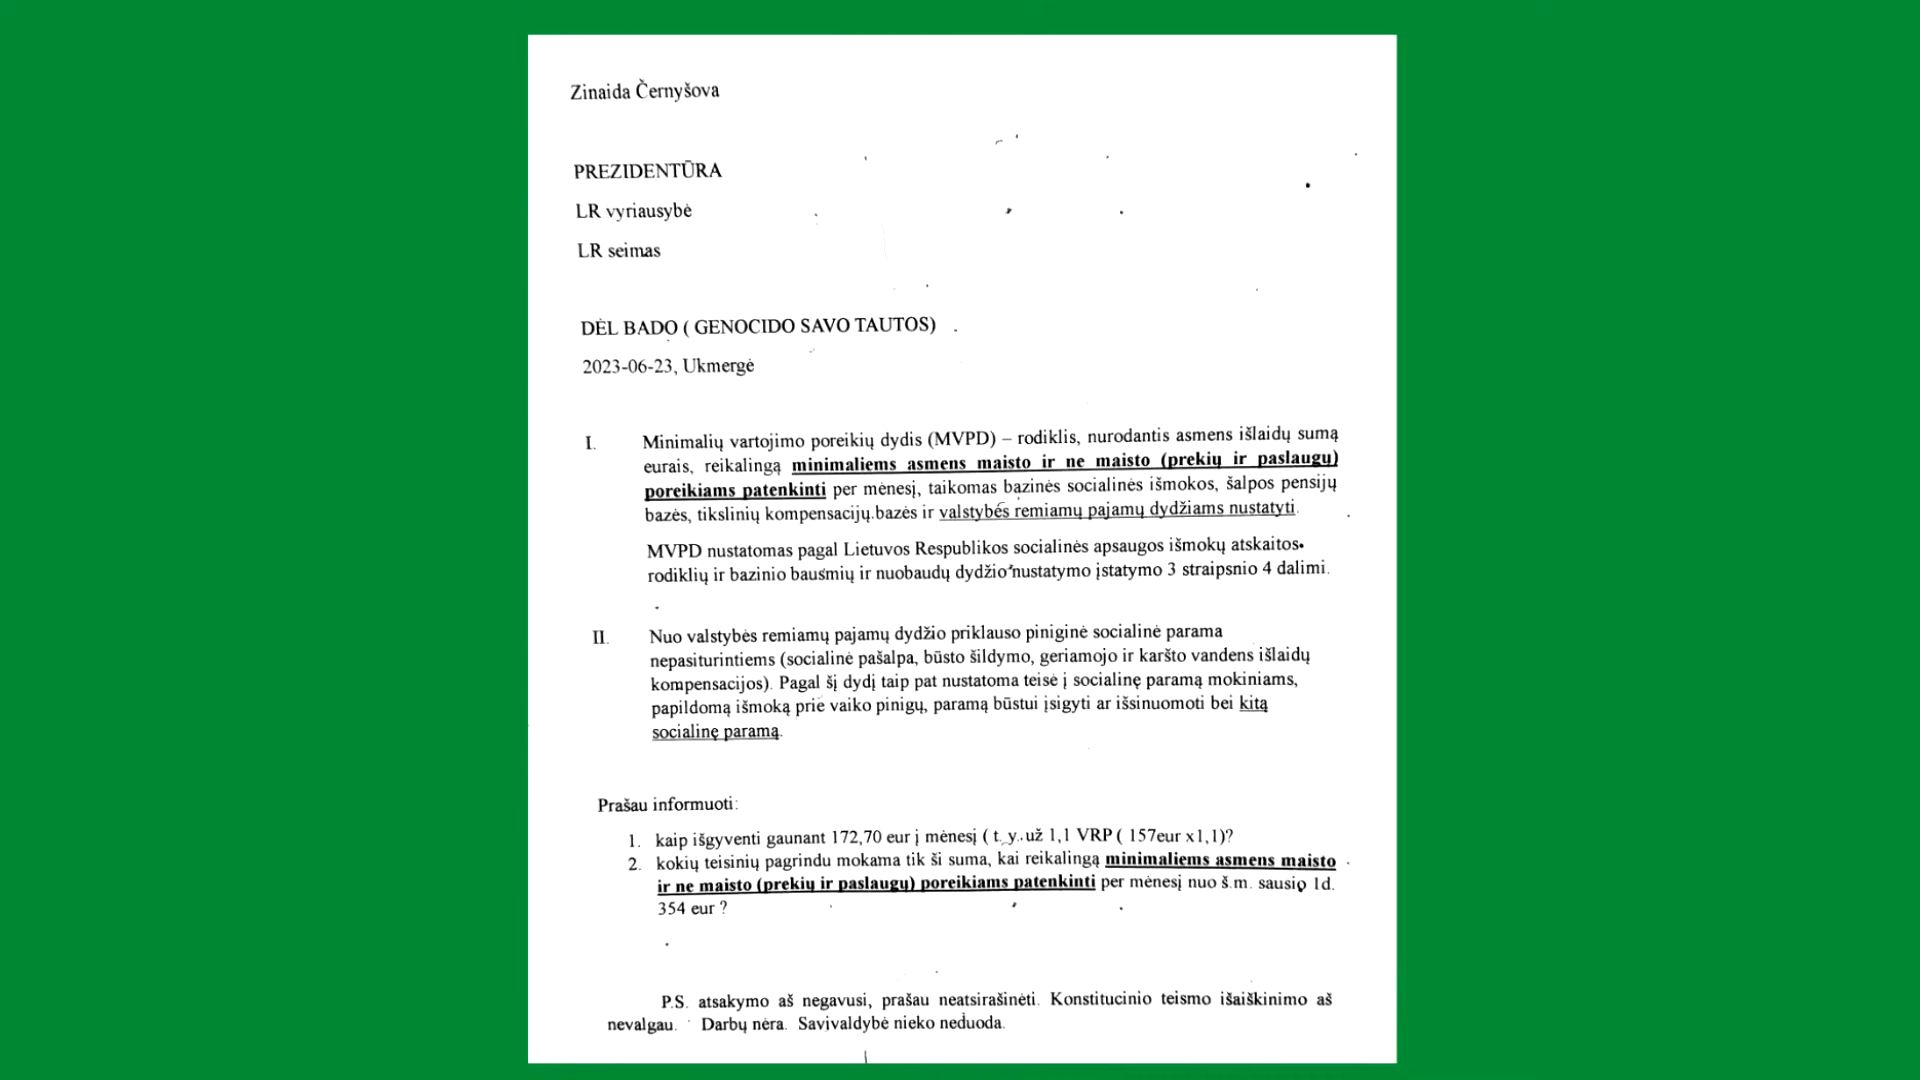 Zinaida Černyšova
PREZIDENTŪRA
LR vyriausybė
LR seimas
DĖL BADO ( GENOCIDO SAVO TAUTOS)
2023-06-23, Ukmergė
I. Minimalių vartojimo poreikių dydis (MVPD) – rodiklis, nurodantis asmens išlaidų sumą
eurais, reikalingą minimaliems asmens maisto ir ne maisto (prekių ir paslaugų)
poreikiams patenkinti per mėnesį, taikomas bazinės socialinės išmokos, šalpos pensijų
bazės, tikslinių kompensacijų bazės ir valstybės remiamų pajamų dydžiams nustatyti.
MVPD nustatomas pagal Lietuvos Respublikos socialinės apsaugos išmokų atskaitos
rodiklių ir bazinio bausmių ir nuobaudų dydžio nustatymo įstatymo 3 straipsnio 4 dalimi.
II. Nuo valstybės remiamų pajamų dydžio priklauso piniginė socialinė parama
nepasiturintiems (socialinė pašalpa, būsto šildymo, geriamojo ir karšto vandens išlaidų
kompensacijos). Pagal šį dydį taip pat nustatoma teisė į socialinę paramą mokiniams,
papildomą išmoką prie vaiko pinigų, paramą būstui įsigyti ar išsinuomoti bei kitą
socialinę paramą.
Prašau informuoti:
1. kaip išgyventi gaunant 172,70 eur į mėnesį ( t. y. už 1,1 VRP ( 157eur x1,1)?
2. kokių teisinių pagrindu mokama tik ši suma, kai reikalingą minimaliems asmens maisto
ir ne maisto (prekių ir paslaugų) poreikiams patenkinti per mėnesį nuo š.m. sausio 1d.
354 eur ?
P.S. atsakymo aš negavusi, prašau neatsirašinėti. Konstitucinio teismo išaiškinimo aš
nevalgau. Darbų nėra. Savivaldybė nieko neduoda.